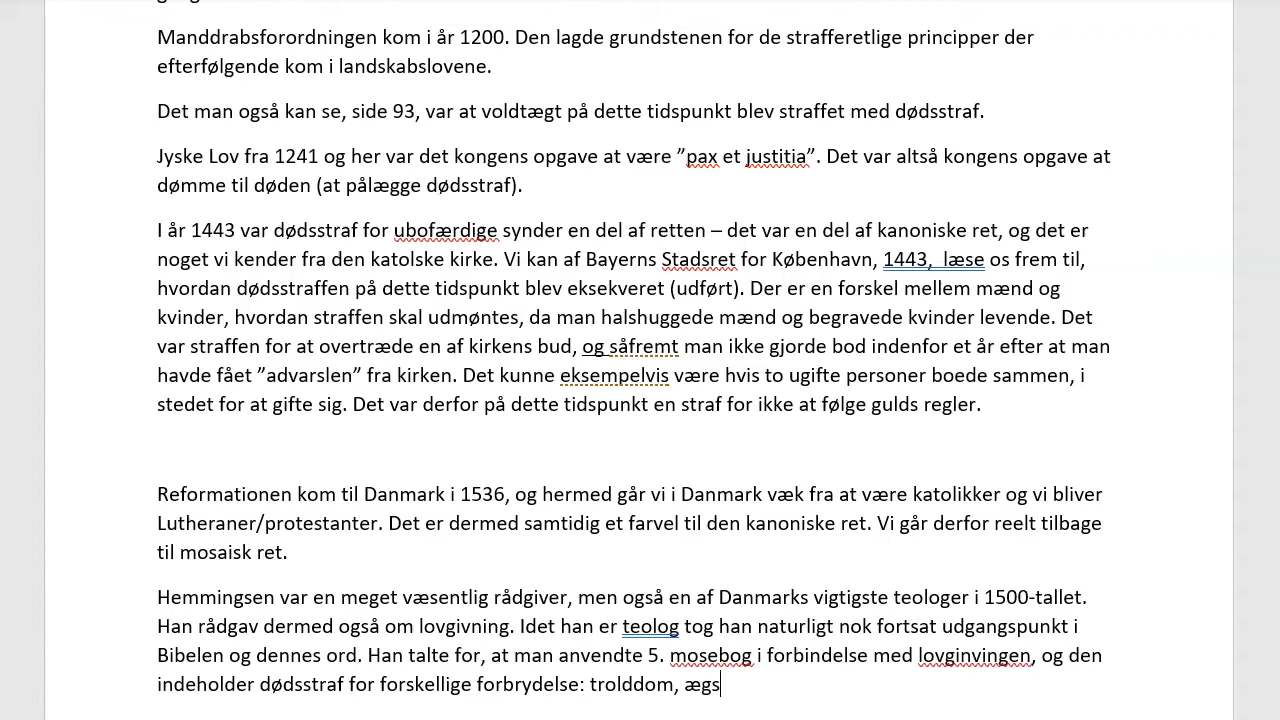 Manddrabsforordningen kom i år 1200. Den lagde grundstenen for de strafferetlige principper der
efterfølgende kom i landskabslovene.
Det man også kan se, side 93, var at voldtægt på dette tidspunkt blev straffet med dødsstraf.
Jyske Lov fra 1241 og her var det kongens opgave at være ”pax et justitia”. Det var altså kongens opgave at
dømme til døden (at pålægge dødsstraf).
I år 1443 var dødsstraf for ubofærdige synder en del af retten – det var en del af kanoniske ret, og det er
noget vi kender fra den katolske kirke. Vi kan af Bayerns Stadsret for København, 1443,  læse os frem til,
hvordan dødsstraffen på dette tidspunkt blev eksekveret (udført). Der er en forskel mellem mænd og
kvinder, hvordan straffen skal udmøntes, da man halshuggede mænd og begravede kvinder levende. Det
var straffen for at overtræde en af kirkens bud, og såfremt man ikke gjorde bod indenfor et år efter at man
havde fået ”advarslen” fra kirken. Det kunne eksempelvis være hvis to ugifte personer boede sammen, i
stedet for at gifte sig. Det var derfor på dette tidspunkt en straf for ikke at følge gulds regler.
Reformationen kom til Danmark i 1536, og hermed går vi i Danmark væk fra at være katolikker og vi bliver
Lutheraner/protestanter. Det er dermed samtidig et farvel til den kanoniske ret. Vi går derfor reelt tilbage
til mosaisk ret.
Hemmingsen var en meget væsentlig rådgiver, men også en af Danmarks vigtigste teologer i 1500-tallet.
Han rådgav dermed også om lovgivning. Idet han er teolog tog han naturligt nok fortsat udgangspunkt i
Bibelen og dennes ord. Han talte for, at man anvendte 5. mosebog i forbindelse med lovginvingen, og den
indeholder dødsstraf for forskellige forbrydelse: trolddom, ægs